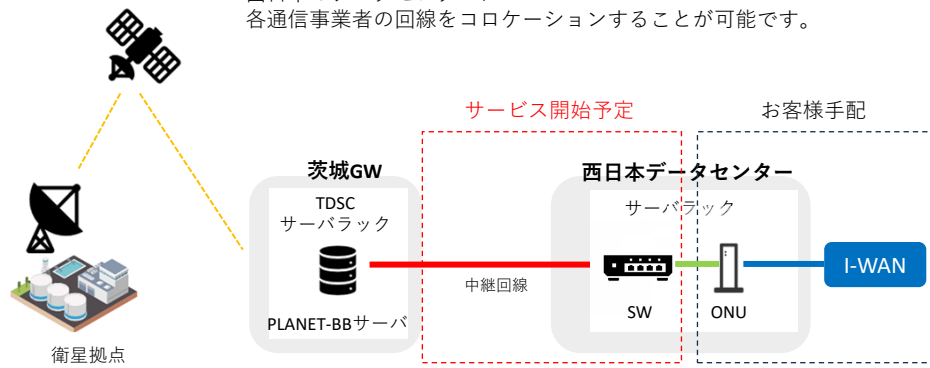 各通信事業者の回線をコロケーションすることが可能です。
サービス開始予定
お客様手配
茨城GW
西日本データセンター
TDSC
サーバラック
サーバラック
I-WAN
中継回線
SW
ONU
PLANET-BBサーバ
衛星拠点